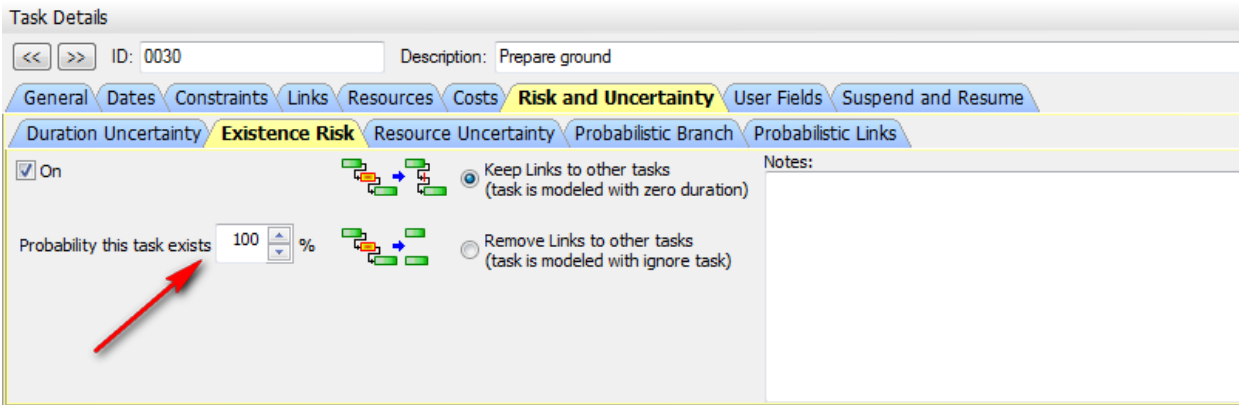 Task Details
<< >> ID: 0030 Description: Prepare ground
General Dates Constraints Links Resources Costs Risk and Uncertainty User Fields Suspend and Resume
Duration Uncertainty Existence Risk Resource Uncertainty Probabilistic Branch Probabilistic Links
On
Keep Links to other tasks
(task is modeled with zero duration)
Notes:
Probability this task exists 100 %
Remove Links to other tasks
(task is modeled with ignore task)